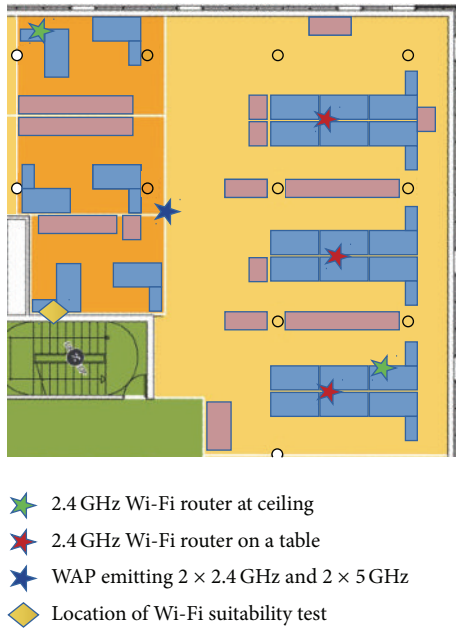 2.4 GHz Wi-Fi router at ceiling
2.4 GHz Wi-Fi router on a table
WAP emitting 2 × 2.4 GHz and 2 × 5 GHz
Location of Wi-Fi suitability test